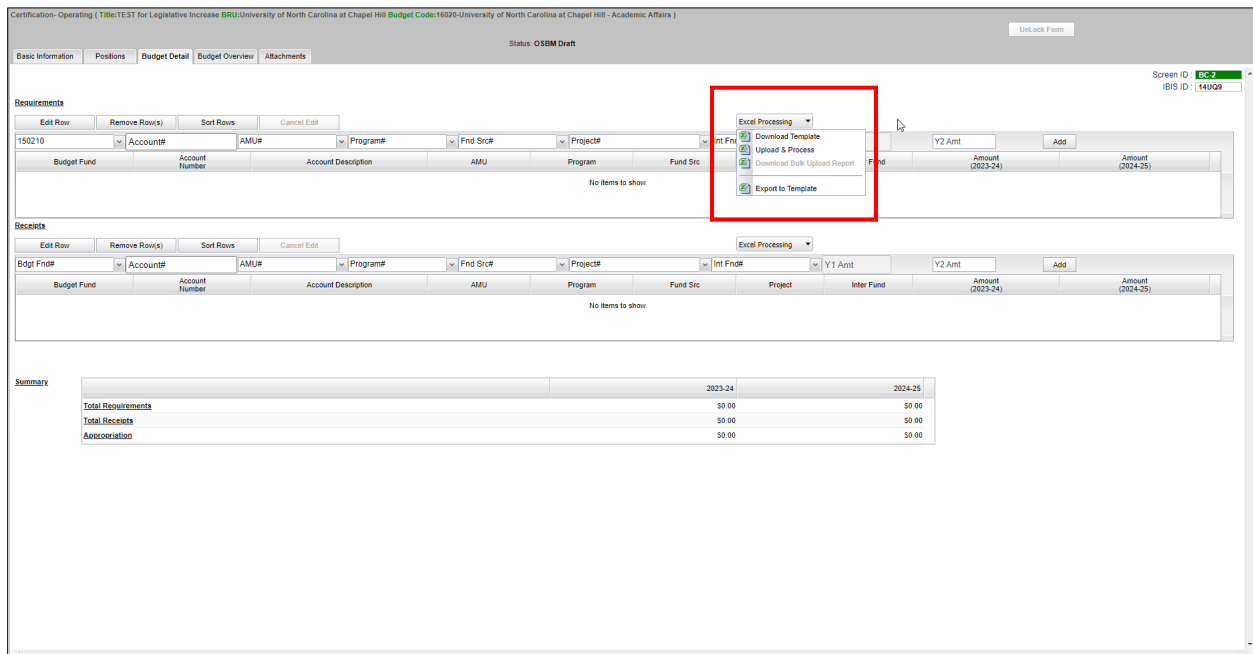 Certification- Operating ( Title:TEST for Legislative Increase BRU:University of North Carolina at Chapel Hill Budget Code:16020-University of North Carolina at Chapel Hill - Academic Affairs )
UnLock Form
Status: OSBM Draft
Basic Information Positions Budget Detail Budget Overview Attachments
Screen ID : BC-2
IBIS ID : 14UQ9
Requirements
Edit Row Remove Row(s) Sort Rows Cancel Edit Excel Processing
150210 Account# AMU# Program# Fnd Src# Project# Int Fnd Y2 Amt Add
Download Template
Upload & Process
Download Bulk Upload Report
Export to Template
Budget Fund Account Number Account Description AMU Program Fund Src r Fund Amount (2023-24) Amount (2024-25)
No items to show.
Receipts
Edit Row Remove Row(s) Sort Rows Cancel Edit Excel Processing
Bdgt Fnd# Account# AMU# Program# Fnd Src# Project# Int Fnd# Y1 Amt Y2 Amt Add
Budget Fund Account Number Account Description AMU Program Fund Src Project Inter Fund Amount (2023-24) Amount (2024-25)
No items to show.
Summary
2023-24 2024-25
Total Requirements $0.00 $0.00
Total Receipts $0.00 $0.00
Appropriation $0.00 $0.00